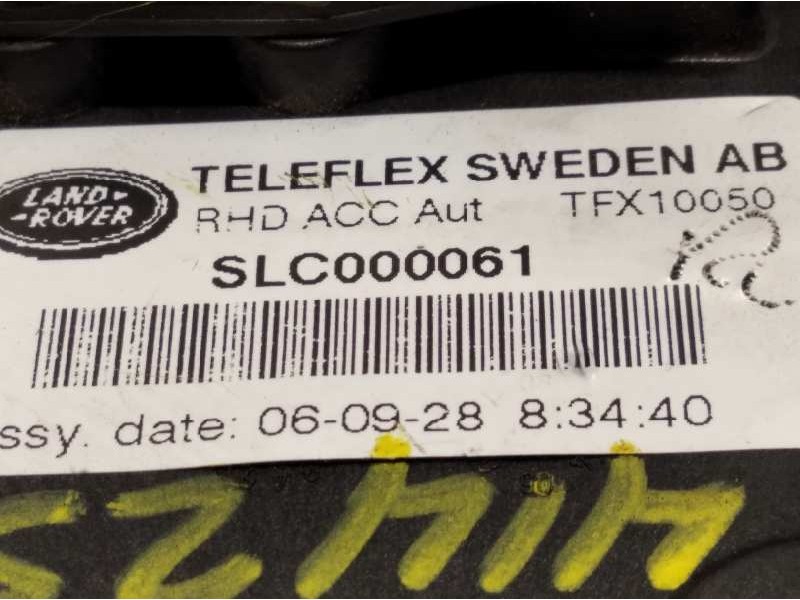 LAND-
-ROVER
TELEFLEX SWEDEN AB
RHD ACC Aut TFX10050
SLC000061
ssy. date: 06-09-28 8:34:40